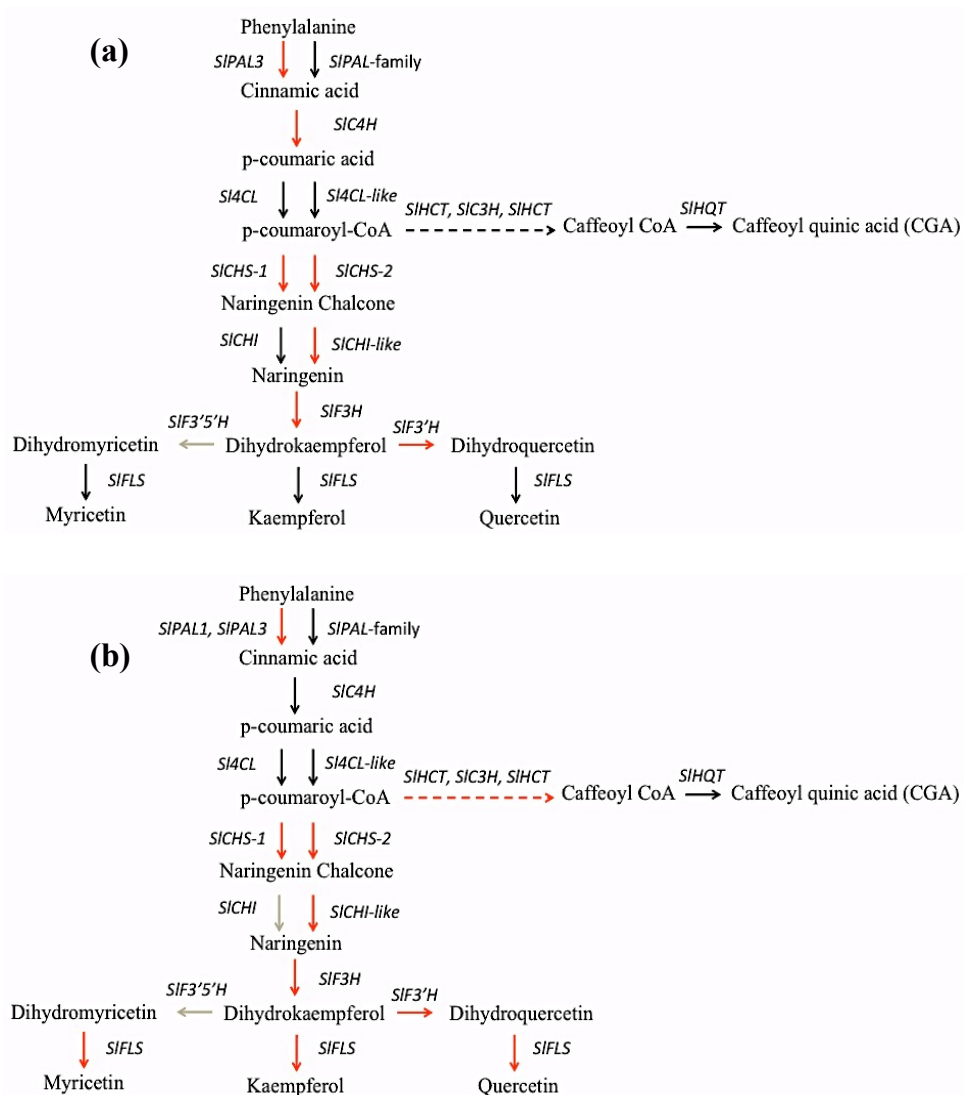 Phenylalanine
(a)
SlPAL3 SlPAL-family
Cinnamic acid
SlC4H
p-coumaric acid
Sl4CL Sl4CL-like
SlHCT, SlC3H, SlHCT SlHQT
p-coumaroyl-CoA Caffeoyl CoA Caffeoyl quinic acid (CGA)
SlCHS-1 SlCHS-2
Naringenin Chalcone
SlCHI SlCHI-like
Naringenin
SlF3H
SlF3'5'H SlF3'H
Dihydromyricetin Dihydrokaempferol Dihydroquercetin
SlFLS SlFLS SlFLS
Myricetin Kaempferol Quercetin
Phenylalanine
SlPAL1, SlPAL3 SlPAL-family
(b)
Cinnamic acid
SlC4H
p-coumaric acid
Sl4CL Sl4CL-like
SlHCT, SlC3H, SlHCT SlHQT
p-coumaroyl-CoA Caffeoyl CoA Caffeoyl quinic acid (CGA)
SlCHS-1 SlCHS-2
Naringenin Chalcone
SlCHI SlCHI-like
Naringenin
SlF3H
SlF3'5'H SlF3'H
Dihydromyricetin Dihydrokaempferol Dihydroquercetin
SlFLS SlFLS SlFLS
Myricetin Kaempferol Quercetin